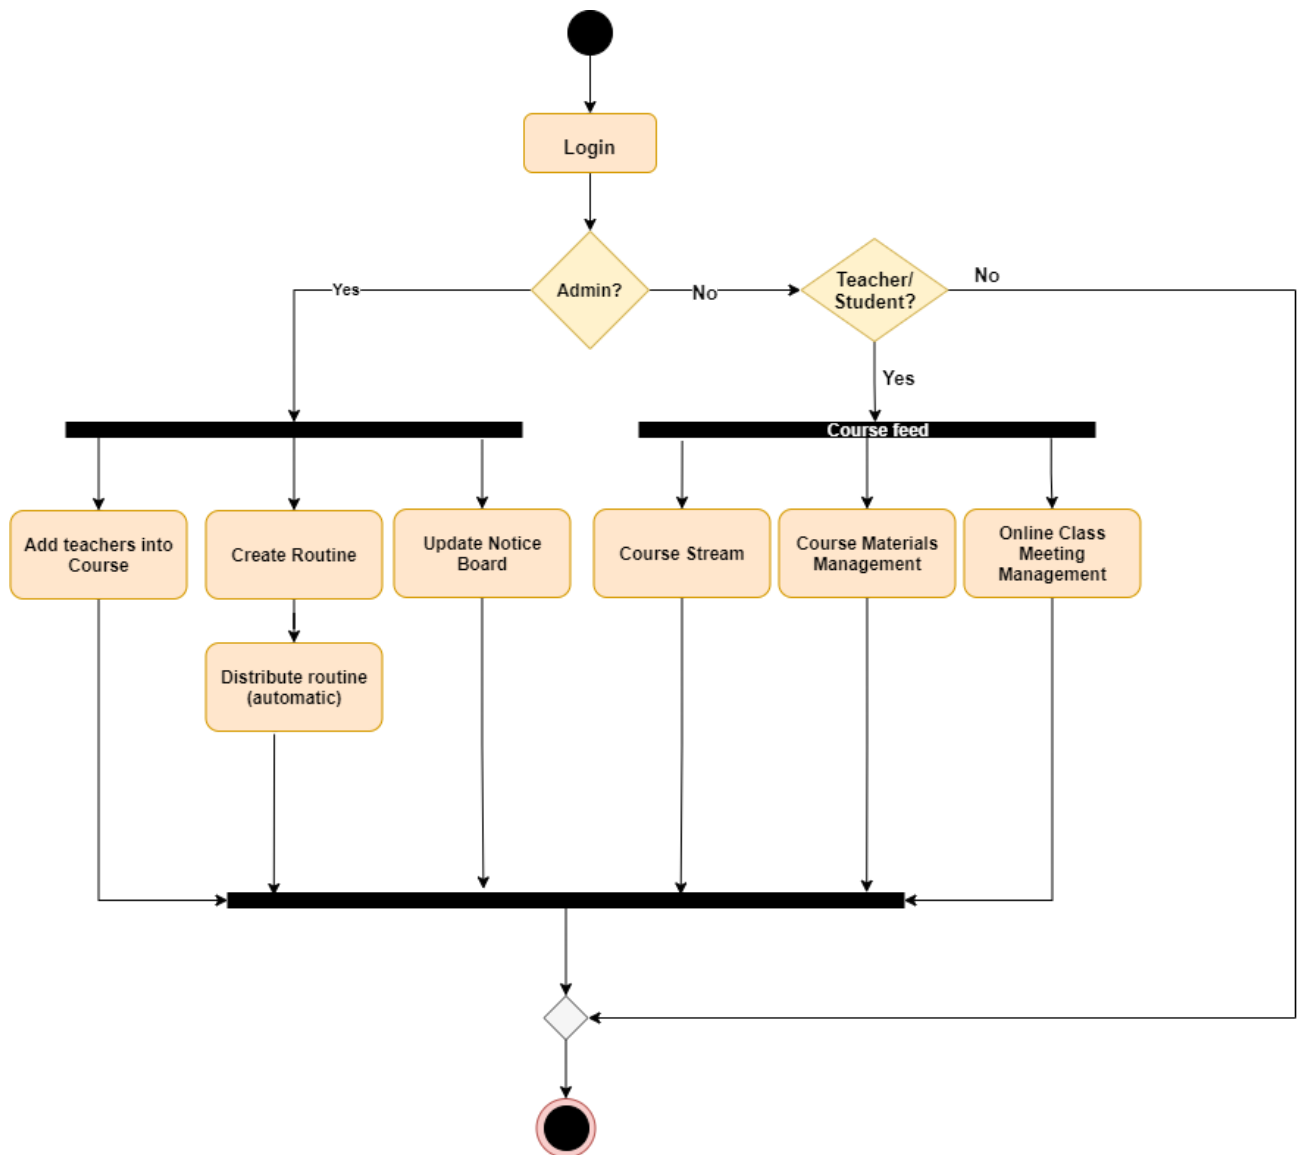 Login
Admin?
Yes
No
Teacher/
Student?
No
Yes
Course feed
Add teachers into
Course
Create Routine
Update Notice
Board
Course Stream
Course Materials
Management
Online Class
Meeting
Management
Distribute routine
(automatic)